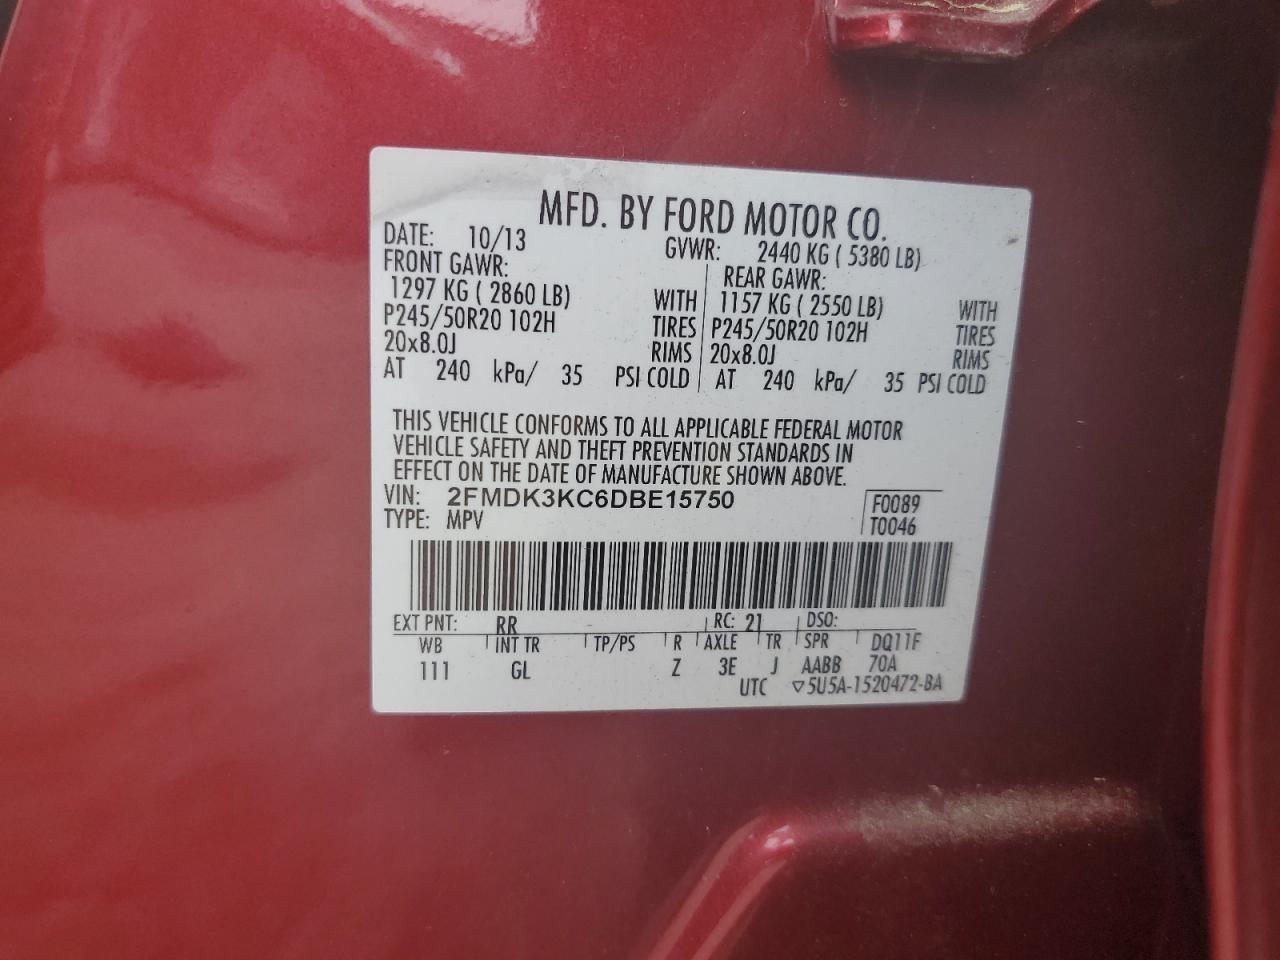 MFD. BY FORD MOTOR CO.
DATE: 10/13 GVWR: 2440 KG ( 5380 LB)
FRONT GAWR: REAR GAWR:
1297 KG ( 2860 LB) WITH 1157 KG ( 2550 LB) WITH
P245/50R20 102H TIRES P245/50R20 102H TIRES
20x8.0J RIMS 20x8.0J RIMS
AT 240 kPa/ 35 PSI COLD AT 240 kPa/ 35 PSI COLD
THIS VEHICLE CONFORMS TO ALL APPLICABLE FEDERAL MOTOR
VEHICLE SAFETY AND THEFT PREVENTION STANDARDS IN
EFFECT ON THE DATE OF MANUFACTURE SHOWN ABOVE.
VIN: 2FMDK3KC6DBE15750 F0089
TYPE: MPV T0046
EXT PNT: RR RC: 21 DSO:
WB INT TR TP/PS R AXLE TR SPR DQ11F
111 GL Z 3E J AABB 70A
UTC ▽5U5A-1520472-BA